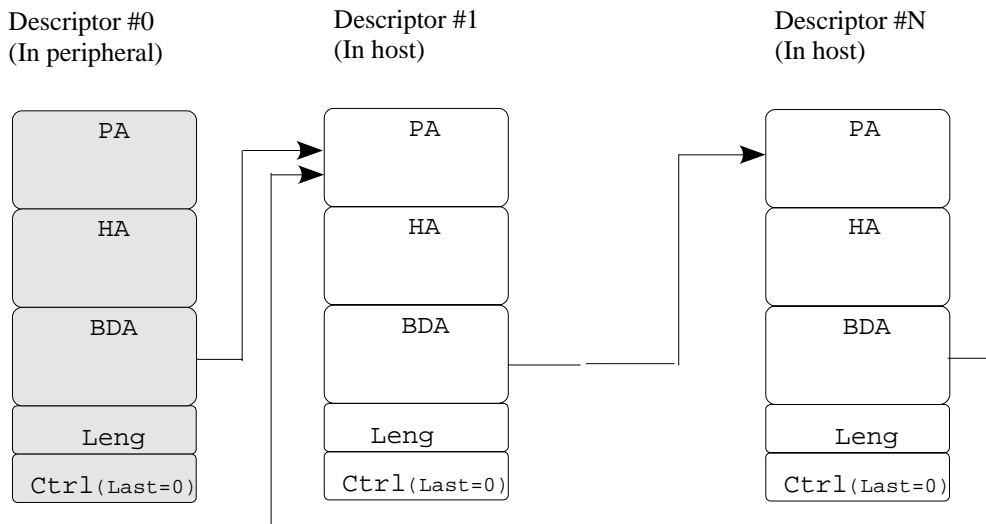 Descriptor #0
(In peripheral)
PA
HA
BDA
Leng
Ctrl(Last=0)
Descriptor #1
(In host)
PA
HA
BDA
Leng
Ctrl(Last=0)
Descriptor #N
(In host)
PA
HA
BDA
Leng
Ctrl(Last=0)